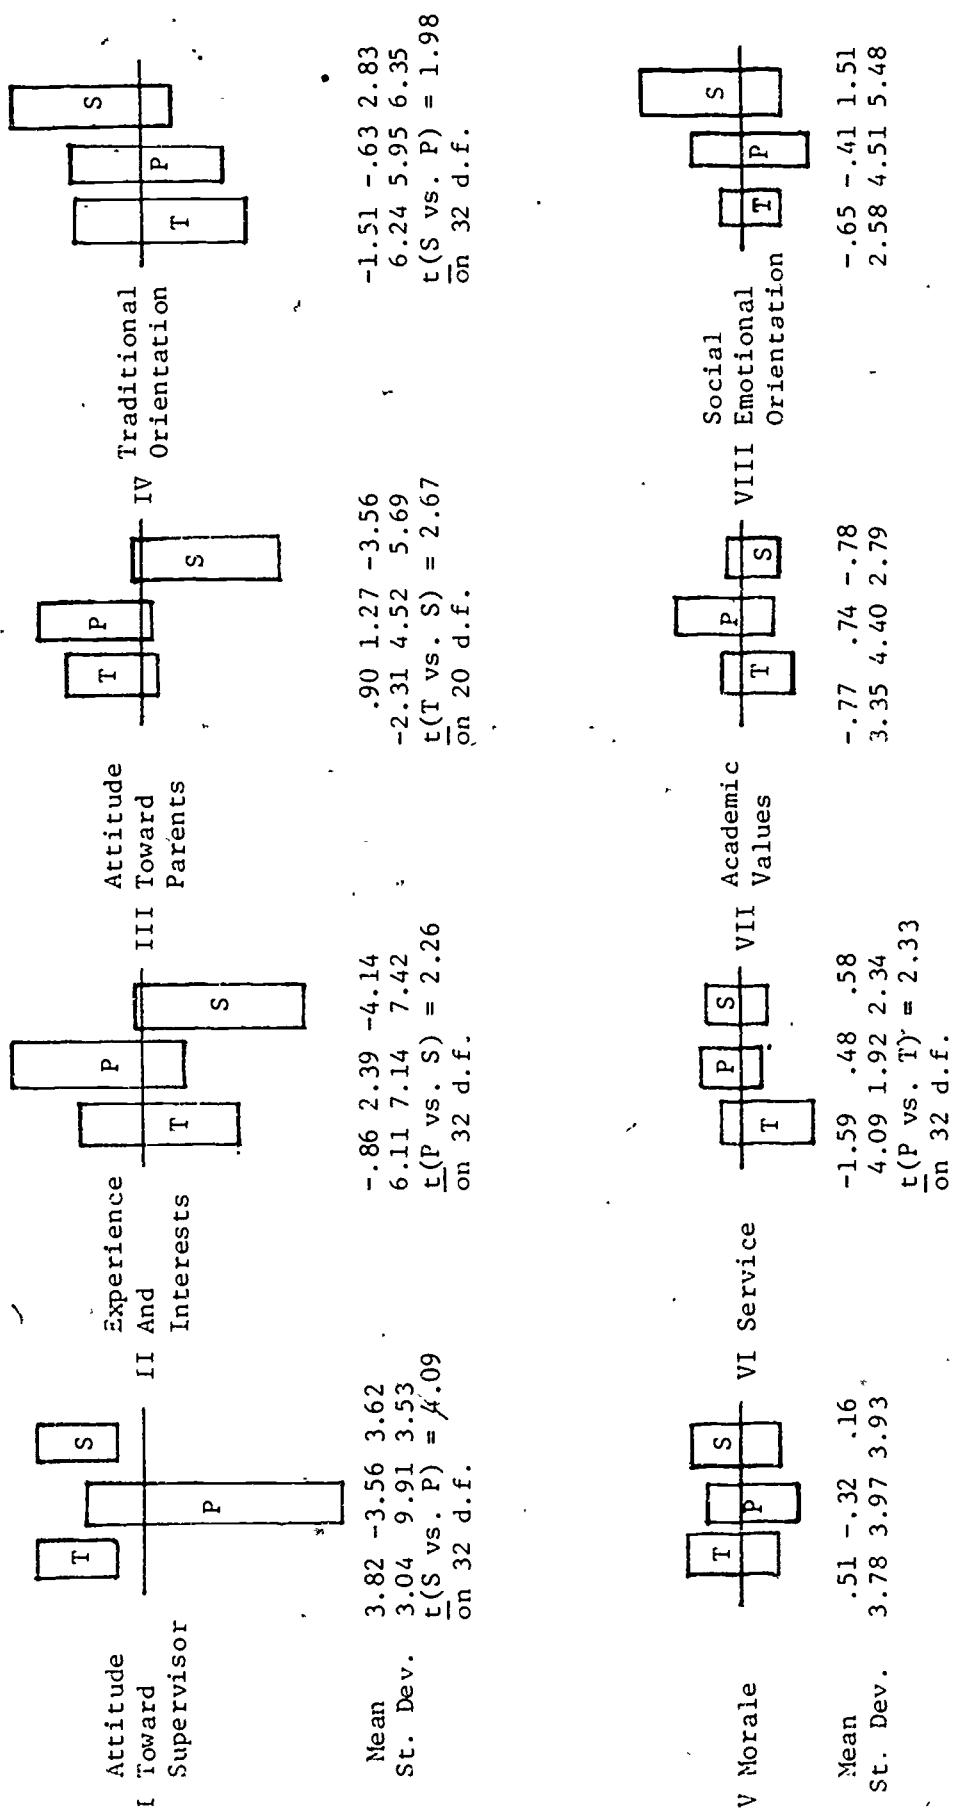 Attitude
I Toward
Supervisor
T
P
S
Mean 3.82 -3.56 3.62
St. Dev. 3.04 9.91 3.53
t(S vs. P) = 4.09
on 32 d.f.
Experience
II And
Interests
T
P
S
-.86 2.39 -4.14
6.11 7.14 7.42
t(P vs. S) = 2.26
on 32 d.f.
Attitude
III Toward
Parents
T
P
S
.90 1.27 -3.56
-2.31 4.52 5.69
t(T vs. S) = 2.67
on 20 d.f.
Traditional
IV Orientation
T
P
S
-1.51 -.63 2.83
6.24 5.95 6.35
t(S vs. P) = 1.98
on 32 d.f.
V Morale
T
P
S
Mean .51 -.32 .16
St. Dev. 3.78 3.97 3.93
VI Service
T
P
S
-1.59 .48 .58
4.09 1.92 2.34
t(P vs. T) = 2.33
on 32 d.f.
VII Academic
Values
T
P
S
-.77 .74 -.78
3.35 4.40 2.79
Social
VIII Emotional
Orientation
T
P
S
-.65 -.41 1.51
2.58 4.51 5.48